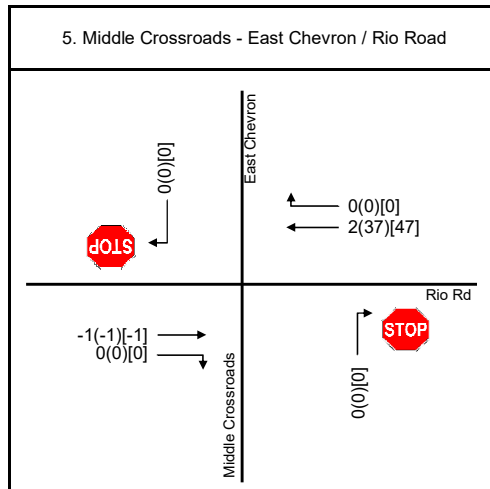 5. Middle Crossroads - East Chevron / Rio Road
East Chevron
0(0)[0]
0(0)[0]
2(37)[47]
STOP
Rio Rd
-1(-1)[-1]
0(0)[0]
STOP
0(0)[0]
Middle Crossroads